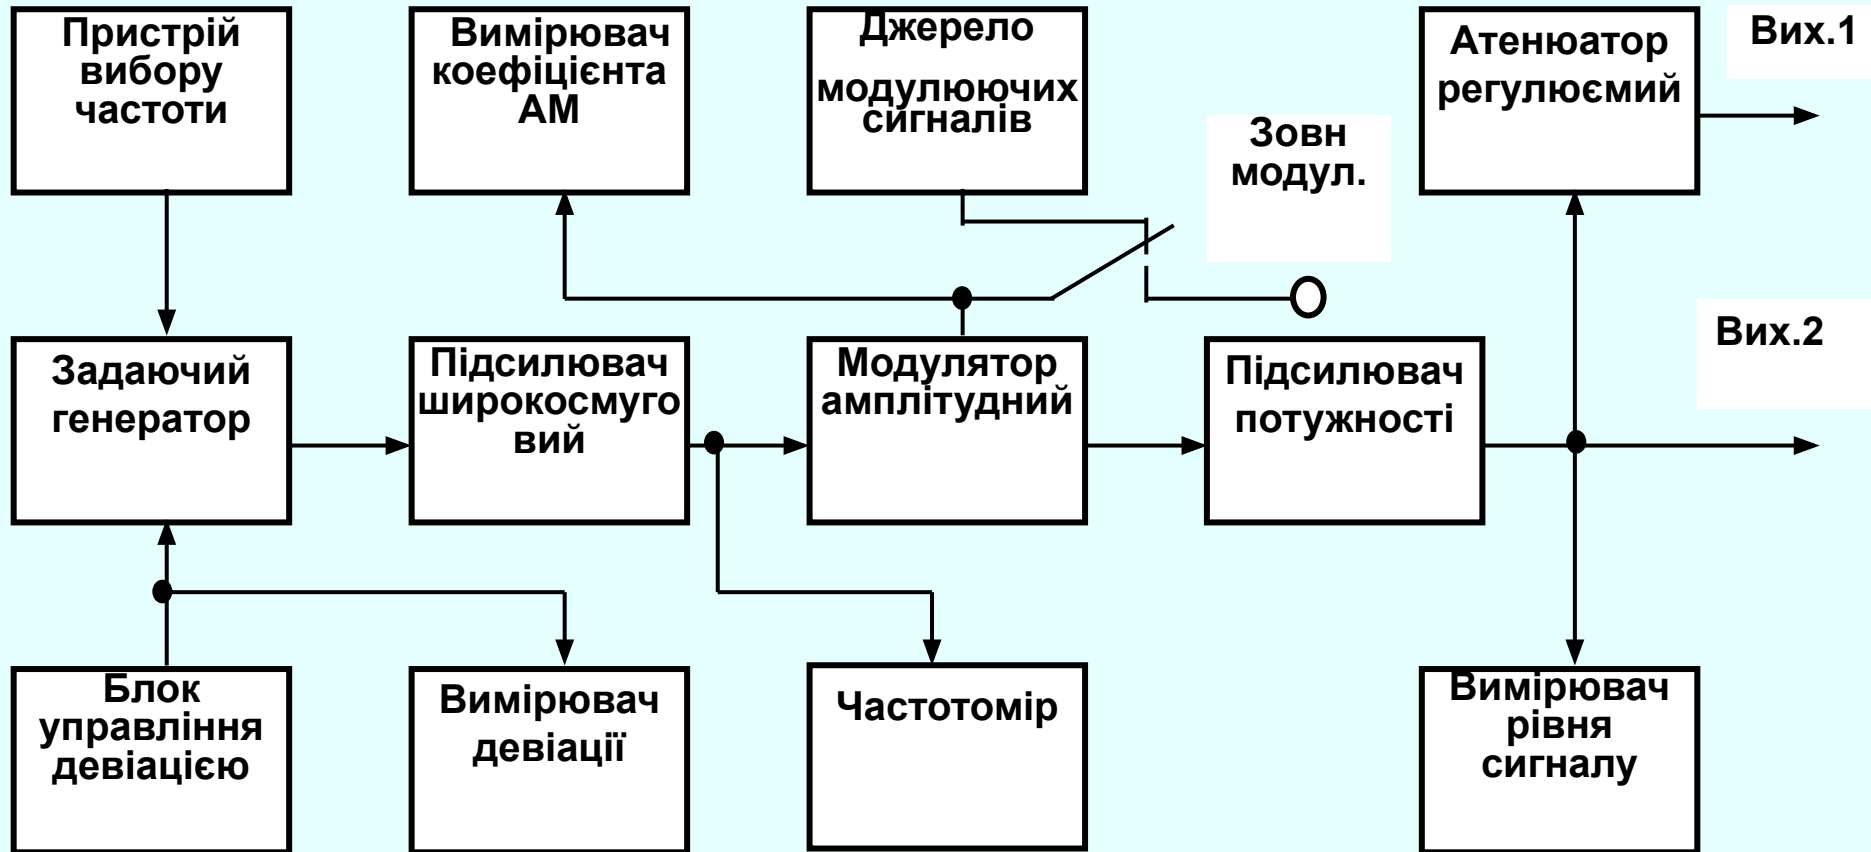 Пристрій
вибору
частоти
Вимірювач
коефіцієнта
АМ
Джерело
модулюючих
сигналів
Зовн
модул.
Атенюатор
регулюємий
Вих.1
Задаючий
генератор
Підсилювач
широкосмуго
вий
Модулятор
амплітудний
Підсилювач
потужності
Вих.2
Блок
управління
девіацією
Вимірювач
девіації
Частотомір
Вимірювач
рівня
сигналу